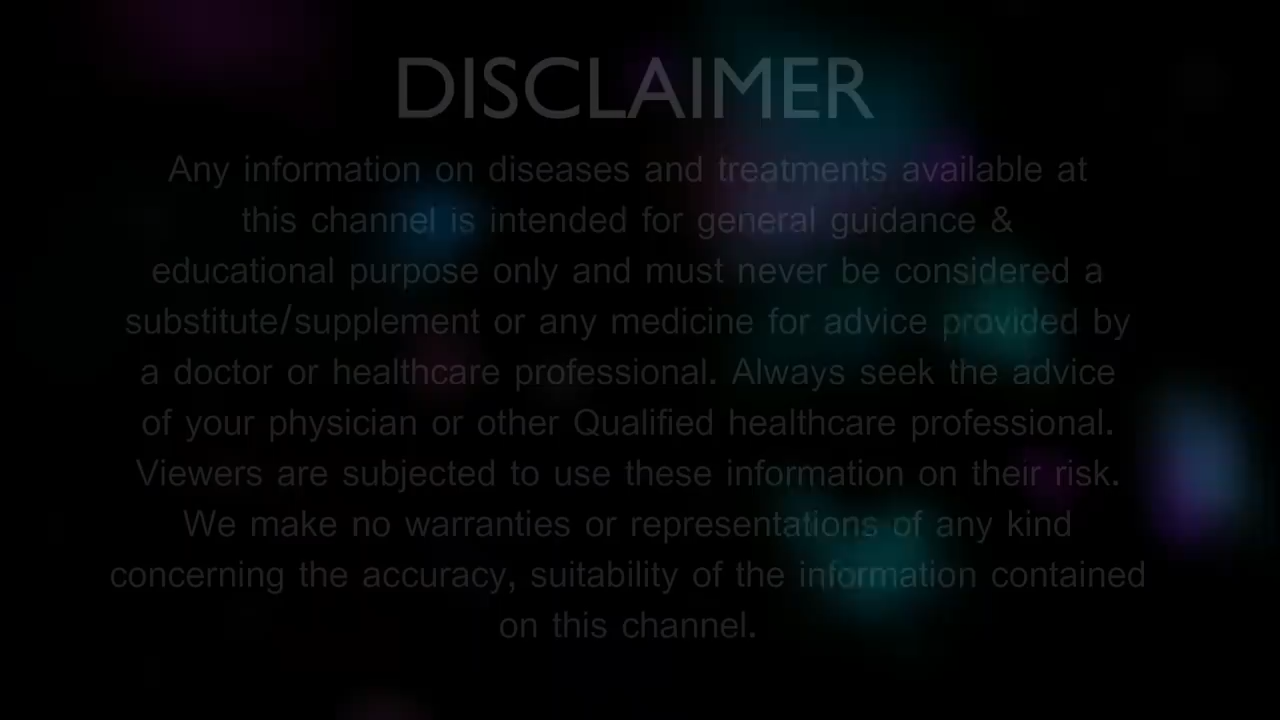 DISCLAIMER
Any information on diseases and treatments available at
this channel is intended for general guidance &
educational purpose only and must never be considered a
substitute/supplement or any medicine for advice provided by
a doctor or healthcare professional. Always seek the advice
of your physician or other Qualified healthcare professional.
Viewers are subjected to use these information on their risk.
We make no warranties or representations of any kind
concerning the accuracy, suitability of the information contained
on this channel.